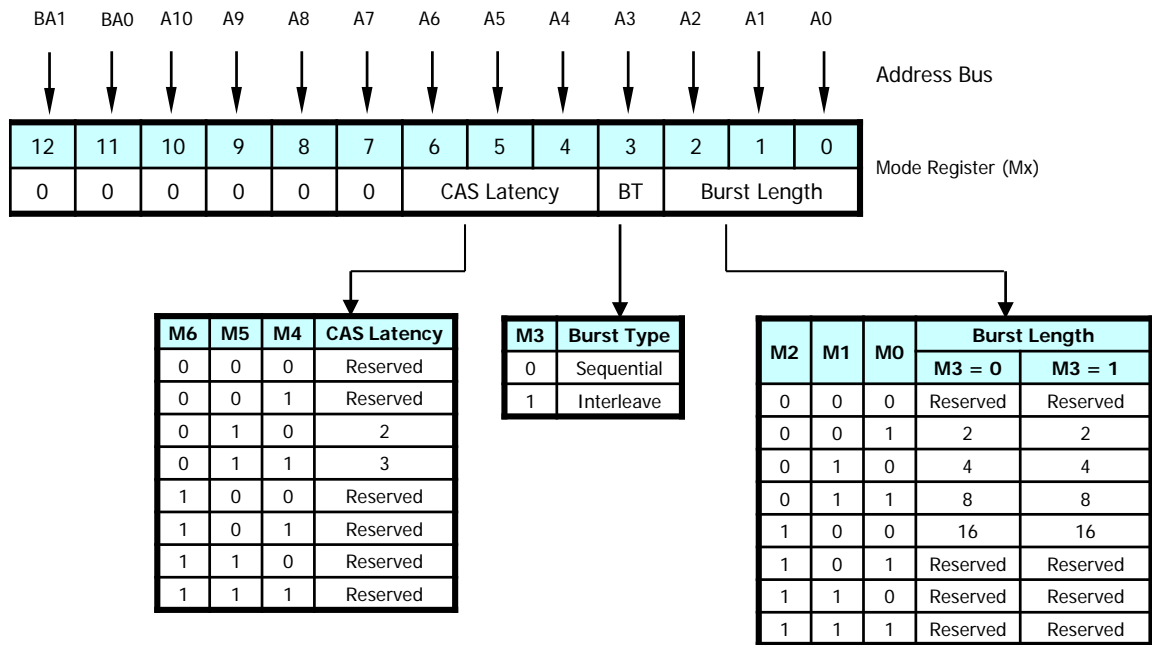 BA1 BA0 A10 A9 A8 A7 A6 A5 A4 A3 A2 A1 A0
Address Bus
12 11 10 9 8 7 6 5 4 3 2 1 0
0 0 0 0 0 0 CAS Latency BT Burst Length
Mode Register (Mx)
M6 M5 M4 CAS Latency
0 0 0 Reserved
0 0 1 Reserved
0 1 0 2
0 1 1 3
1 0 0 Reserved
1 0 1 Reserved
1 1 0 Reserved
1 1 1 Reserved
M3 Burst Type
0 Sequential
1 Interleave
M2 M1 M0 Burst Length
M3 = 0 M3 = 1
0 0 0 Reserved Reserved
0 0 1 2 2
0 1 0 4 4
0 1 1 8 8
1 0 0 16 16
1 0 1 Reserved Reserved
1 1 0 Reserved Reserved
1 1 1 Reserved Reserved